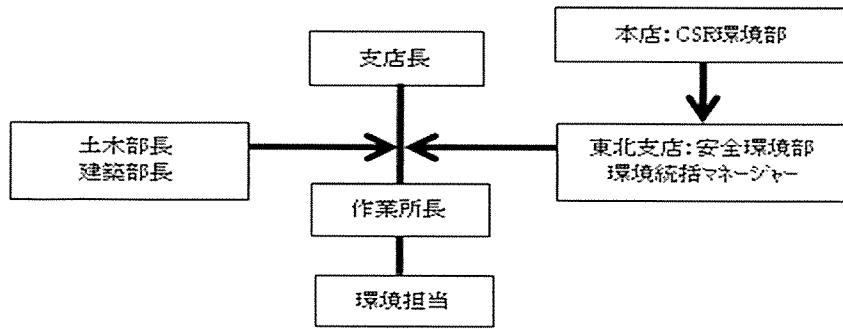 本店：CSR環境部
支店長
土木部長
建築部長
東北支店：安全環境部
環境統括マネージャー
作業所長
環境担当